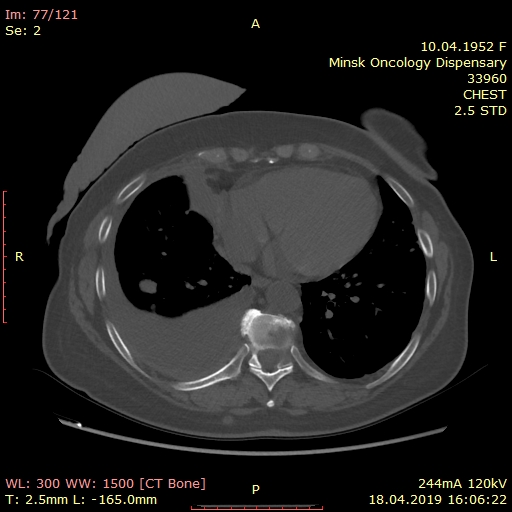 Im: 77/121
Se: 2
A
10.04.1952 F
Minsk Oncology Dispensary
33960
CHEST
2.5 STD
R
L
WL: 300 WW: 1500 [CT Bone]
T: 2.5mm L: -165.0mm
P
244mA 120kV
18.04.2019 16:06:22